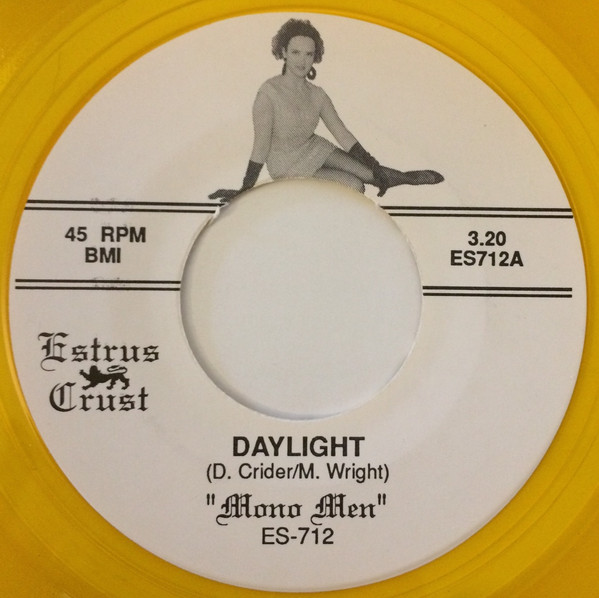 45 RPM
BMI
3.20
ES712A
Estrus
Crust
DAYLIGHT
(D. Crider/M. Wright)
"Mono Men"
ES-712